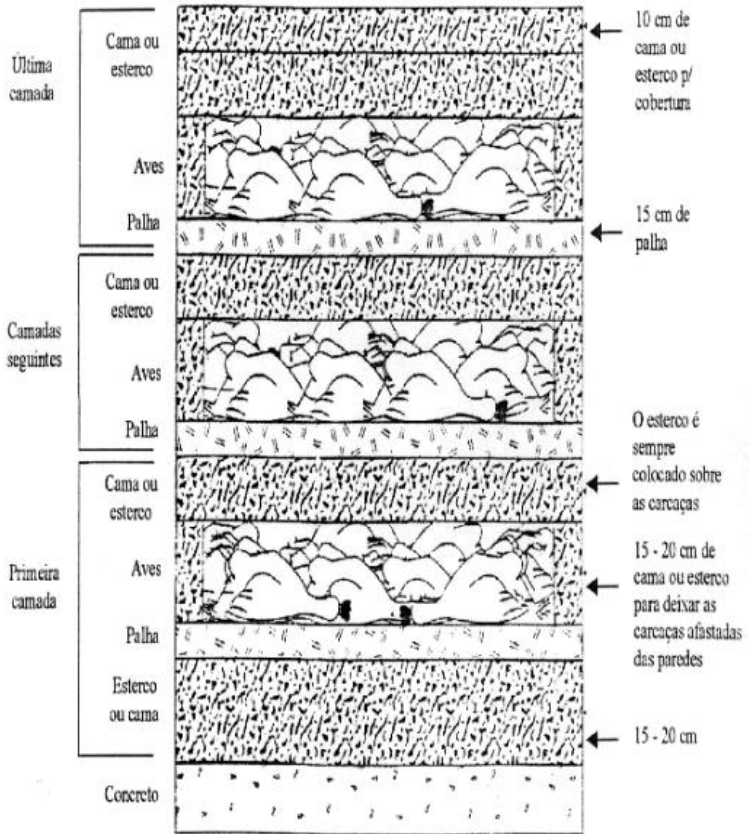 Última
camada
Cama ou
esterco
Aves
Palha
10 cm de
cama ou
esterco p/
cobertura
15 cm de
palha
Camadas
seguintes
Cama ou
esterco
Aves
Palha
Primeira
camada
Cama ou
esterco
Aves
Palha
Esterco
ou cama
Concreto
O esterco é
sempre
colocado sobre
as carcaças
15 - 20 cm de
cama ou esterco
para deixar as
carcaças afastadas
das paredes
15 - 20 cm